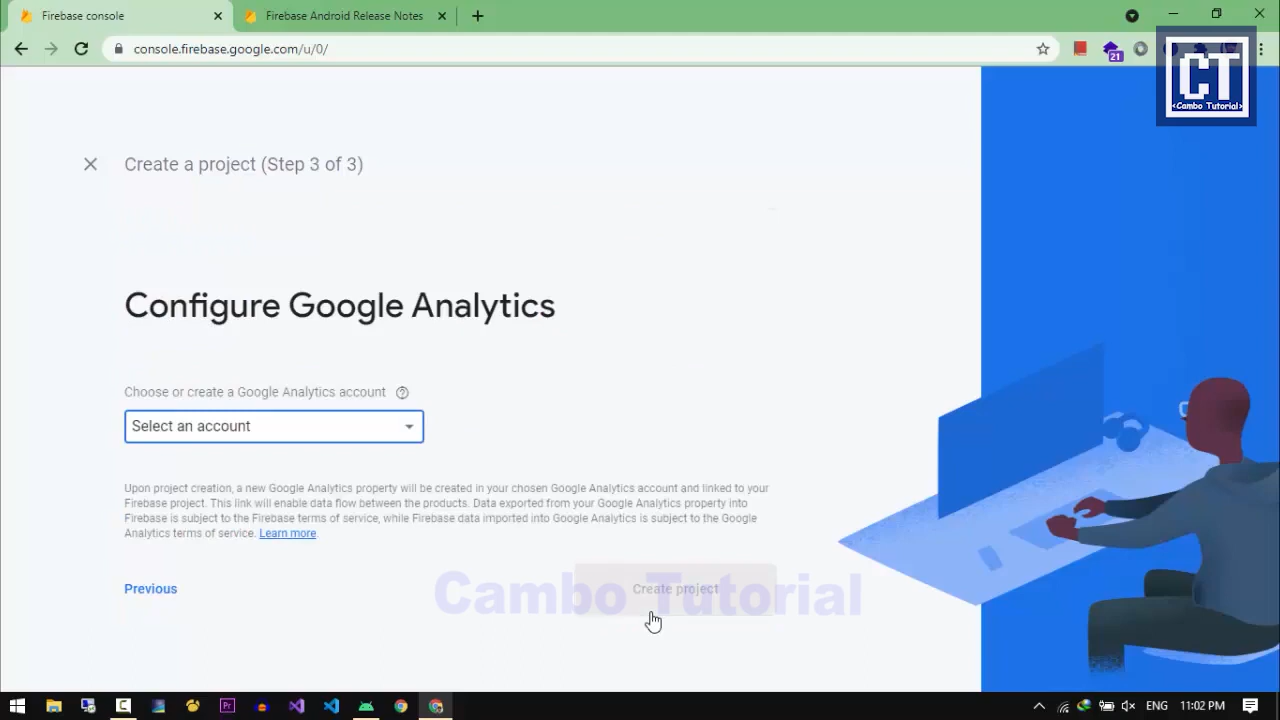 Firebase console
Firebase Android Release Notes
console.firebase.google.com/u/0/
21
CT
<Cambo Tutorial>
Create a project (Step 3 of 3)
Configure Google Analytics
Choose or create a Google Analytics account
Select an account
Upon project creation, a new Google Analytics property will be created in your chosen Google Analytics account and linked to your
Firebase project. This link will enable data flow between the products. Data exported from your Google Analytics property into
Firebase is subject to the Firebase terms of service, while Firebase data imported into Google Analytics is subject to the Google
Analytics terms of service. Learn more.
Previous
Create project
Cambo Tutorial
ENG
11:02 PM